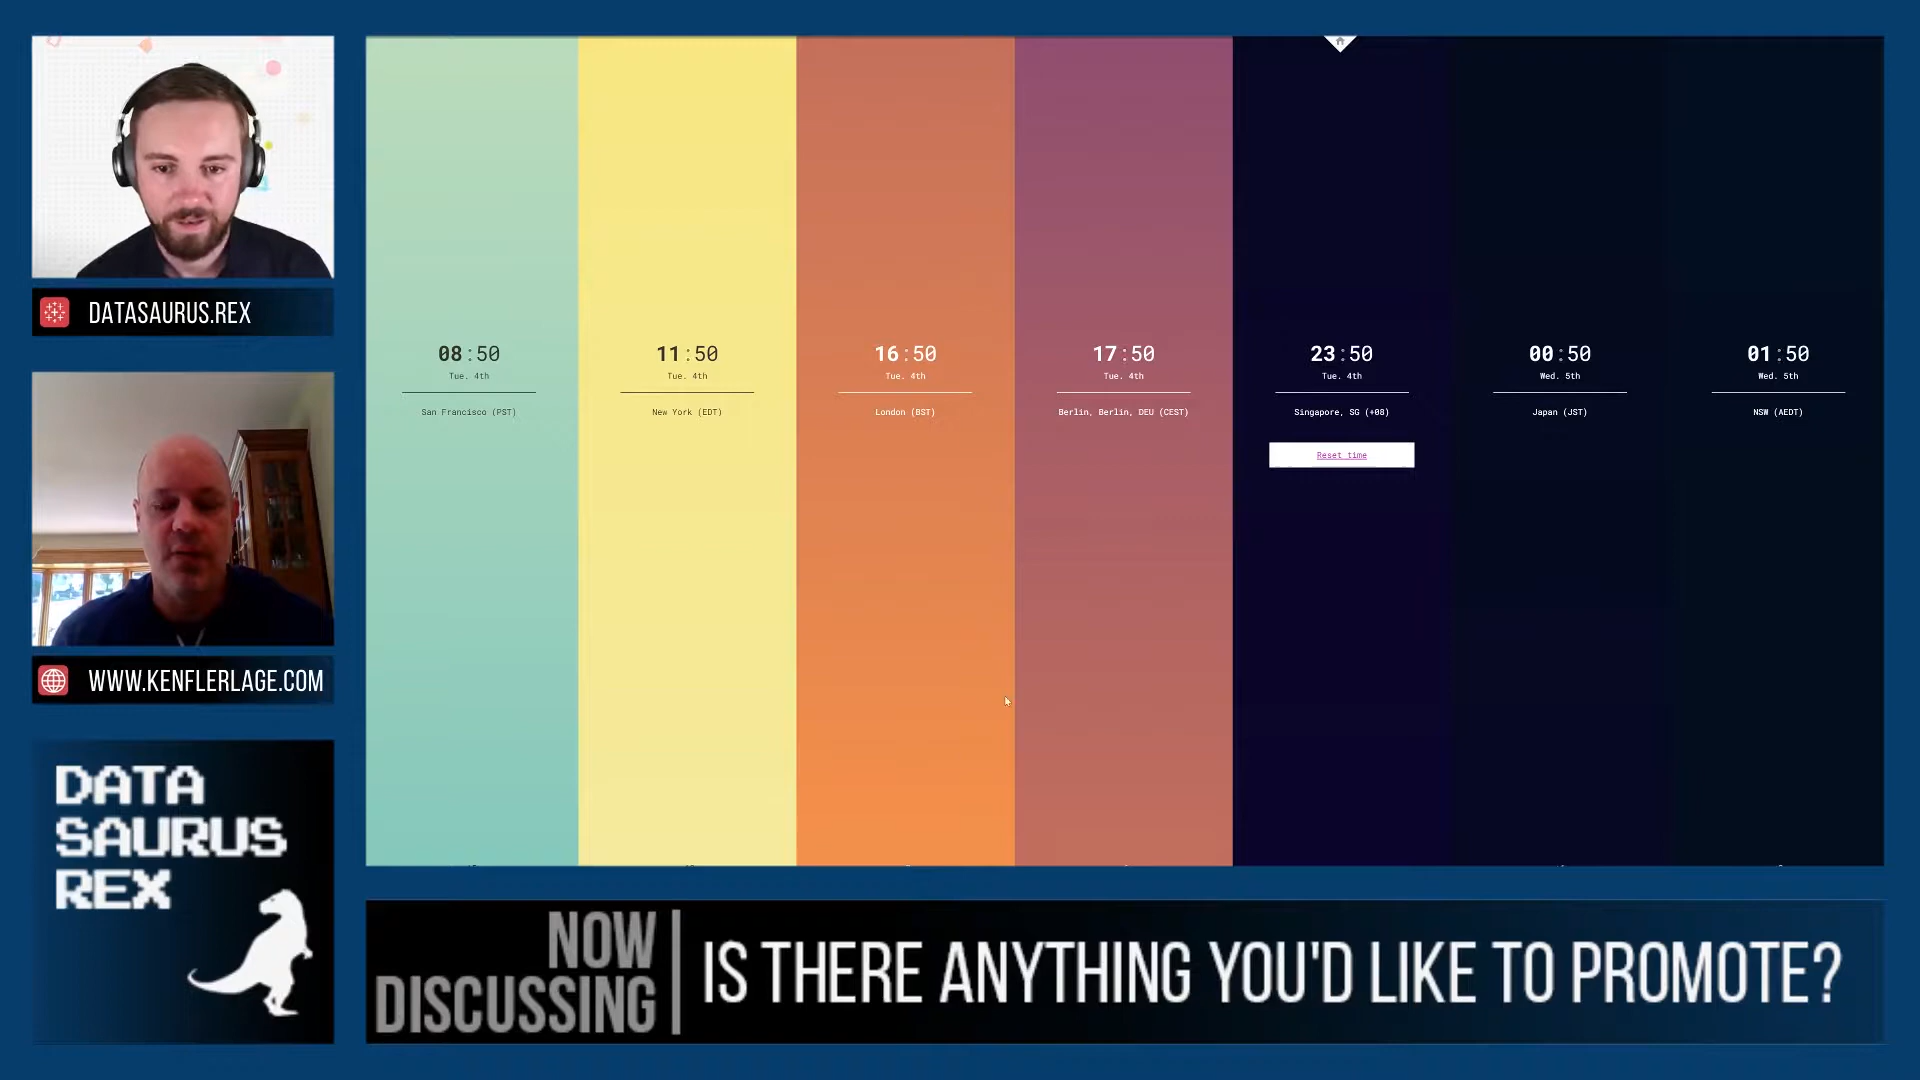 DATASAURUS.REX
WWW.KENFLERLAGE.COM
DATA
SAURUS
REX
08:50
Tue. 4th
San Francisco (PST)
11:50
Tue. 4th
New York (EDT)
16:50
Tue. 4th
London (BST)
17:50
Tue. 4th
Berlin, Berlin, DEU (CEST)
23:50
Tue. 4th
Singapore, SG (+08)
Reset time
00:50
Wed. 5th
Japan (JST)
01:50
Wed. 5th
NSW (AEDT)
NOW
DISCUSSING
IS THERE ANYTHING YOU'D LIKE TO PROMOTE?